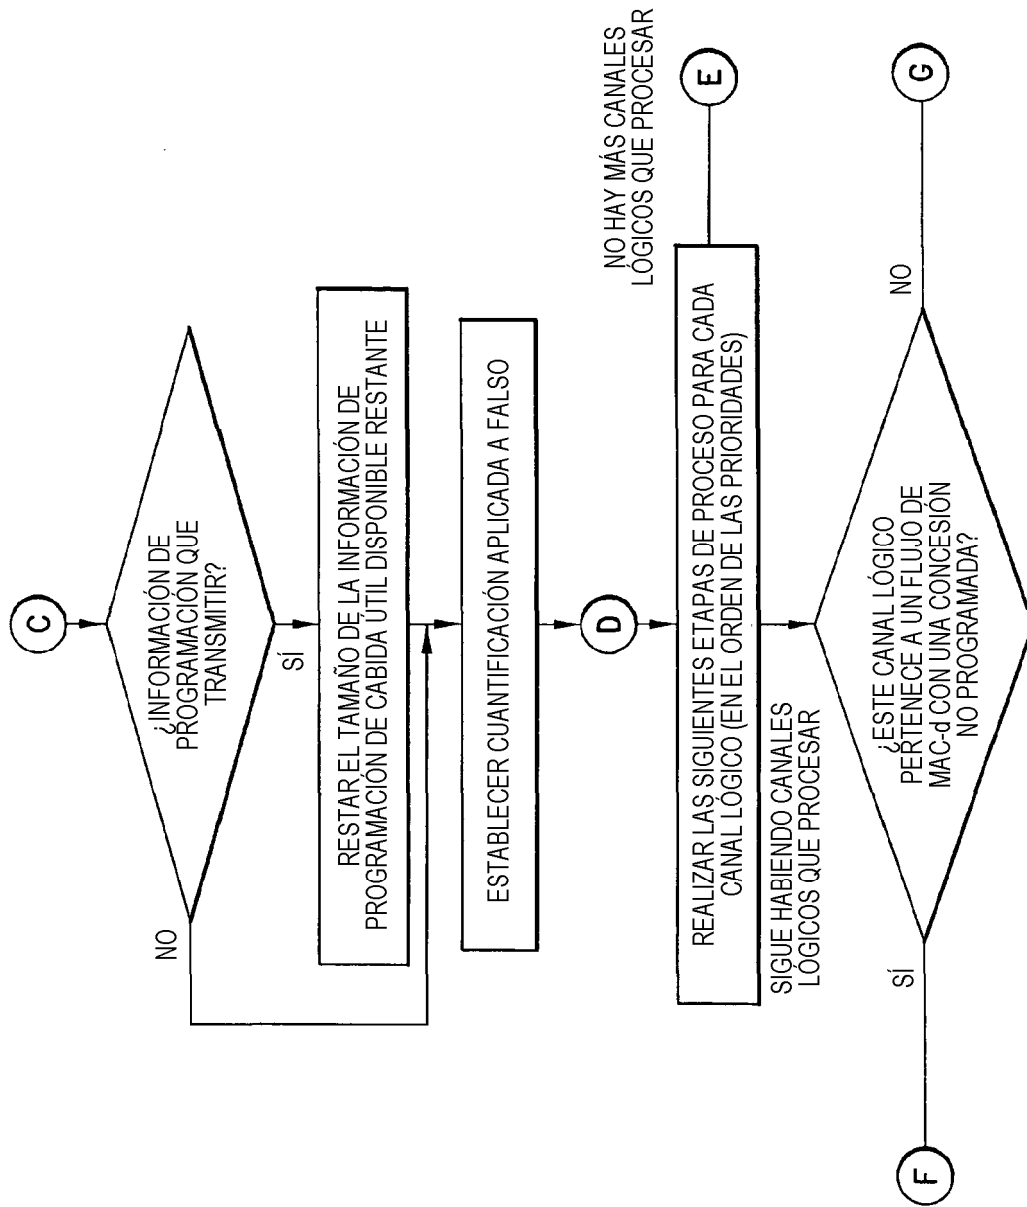 C
¿INFORMACIÓN DE
PROGRAMACIÓN QUE
TRANSMITIR?
NO
SÍ
RESTAR EL TAMAÑO DE LA INFORMACIÓN DE
PROGRAMACIÓN DE CABIDA ÚTIL DISPONIBLE RESTANTE
ESTABLECER CUANTIFICACIÓN APLICADA A FALSO
D
REALIZAR LAS SIGUIENTES ETAPAS DE PROCESO PARA CADA
CANAL LÓGICO (EN EL ORDEN DE LAS PRIORIDADES)
NO HAY MÁS CANALES
LÓGICOS QUE PROCESAR
E
SIGUE HABIENDO CANALES
LÓGICOS QUE PROCESAR
¿ESTE CANAL LÓGICO
PERTENECE A UN FLUJO DE
MAC-d CON UNA CONCESIÓN
NO PROGRAMADA?
SÍ
F
NO
G